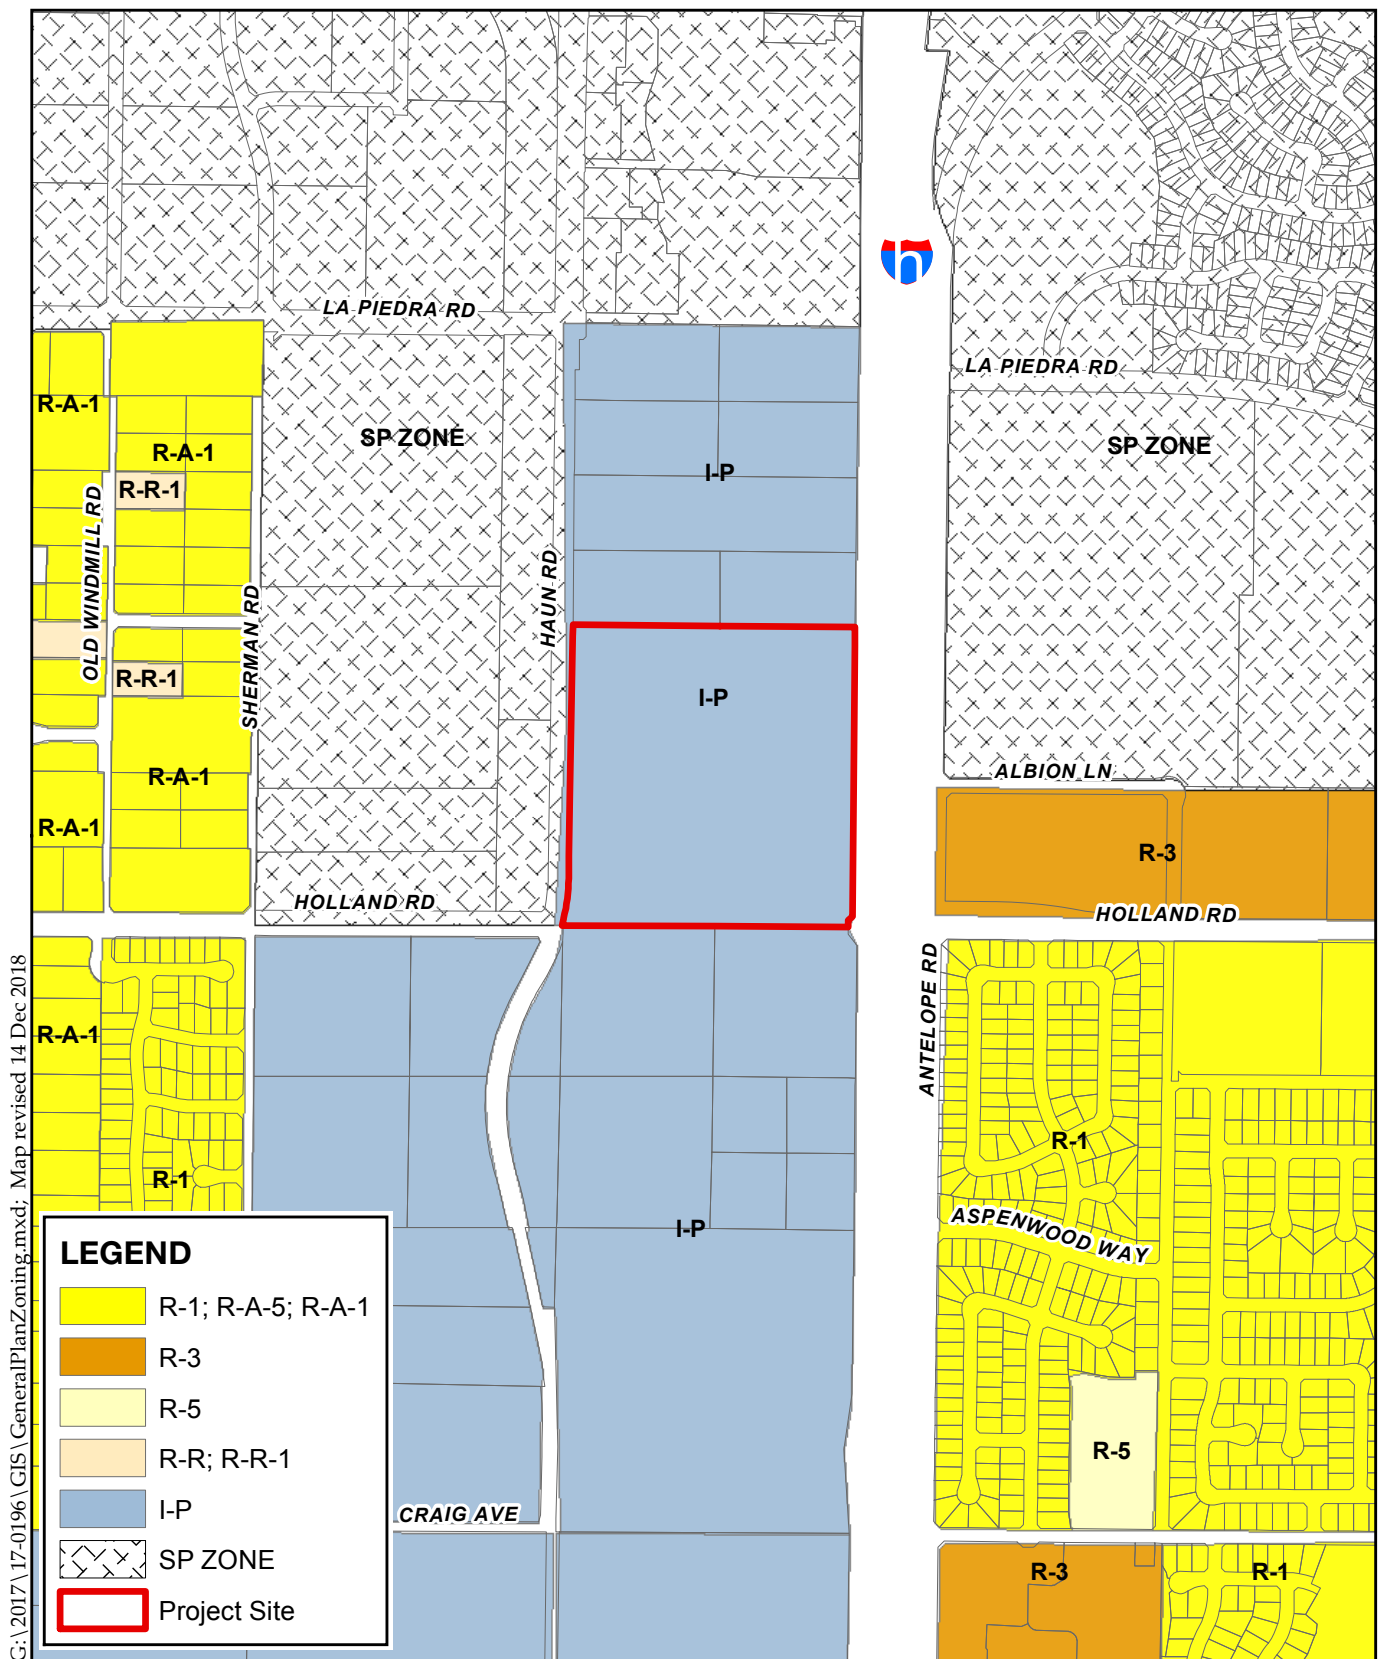 LA PIEDRA RD
LA PIEDRA RD
R-A-1
SP ZONE
SP ZONE
R-A-1
I-P
R-R-1
OLD WINDMILL RD
HAUN RD
SHERMAN RD
R-R-1
I-P
R-A-1
ALBION LN
R-A-1
R-3
HOLLAND RD
HOLLAND RD
ANTELOPE RD
R-A-1
R-1
R-1
ASPENWOOD WAY
I-P
R-5
CRAIG AVE
R-3
R-1
LEGEND
R-1; R-A-5; R-A-1
R-3
R-5
R-R; R-R-1
I-P
SP ZONE
Project Site
G:\2017\17-0196\GIS\GeneralPlanZoning.mxd; Map revised 14 Dec 2018